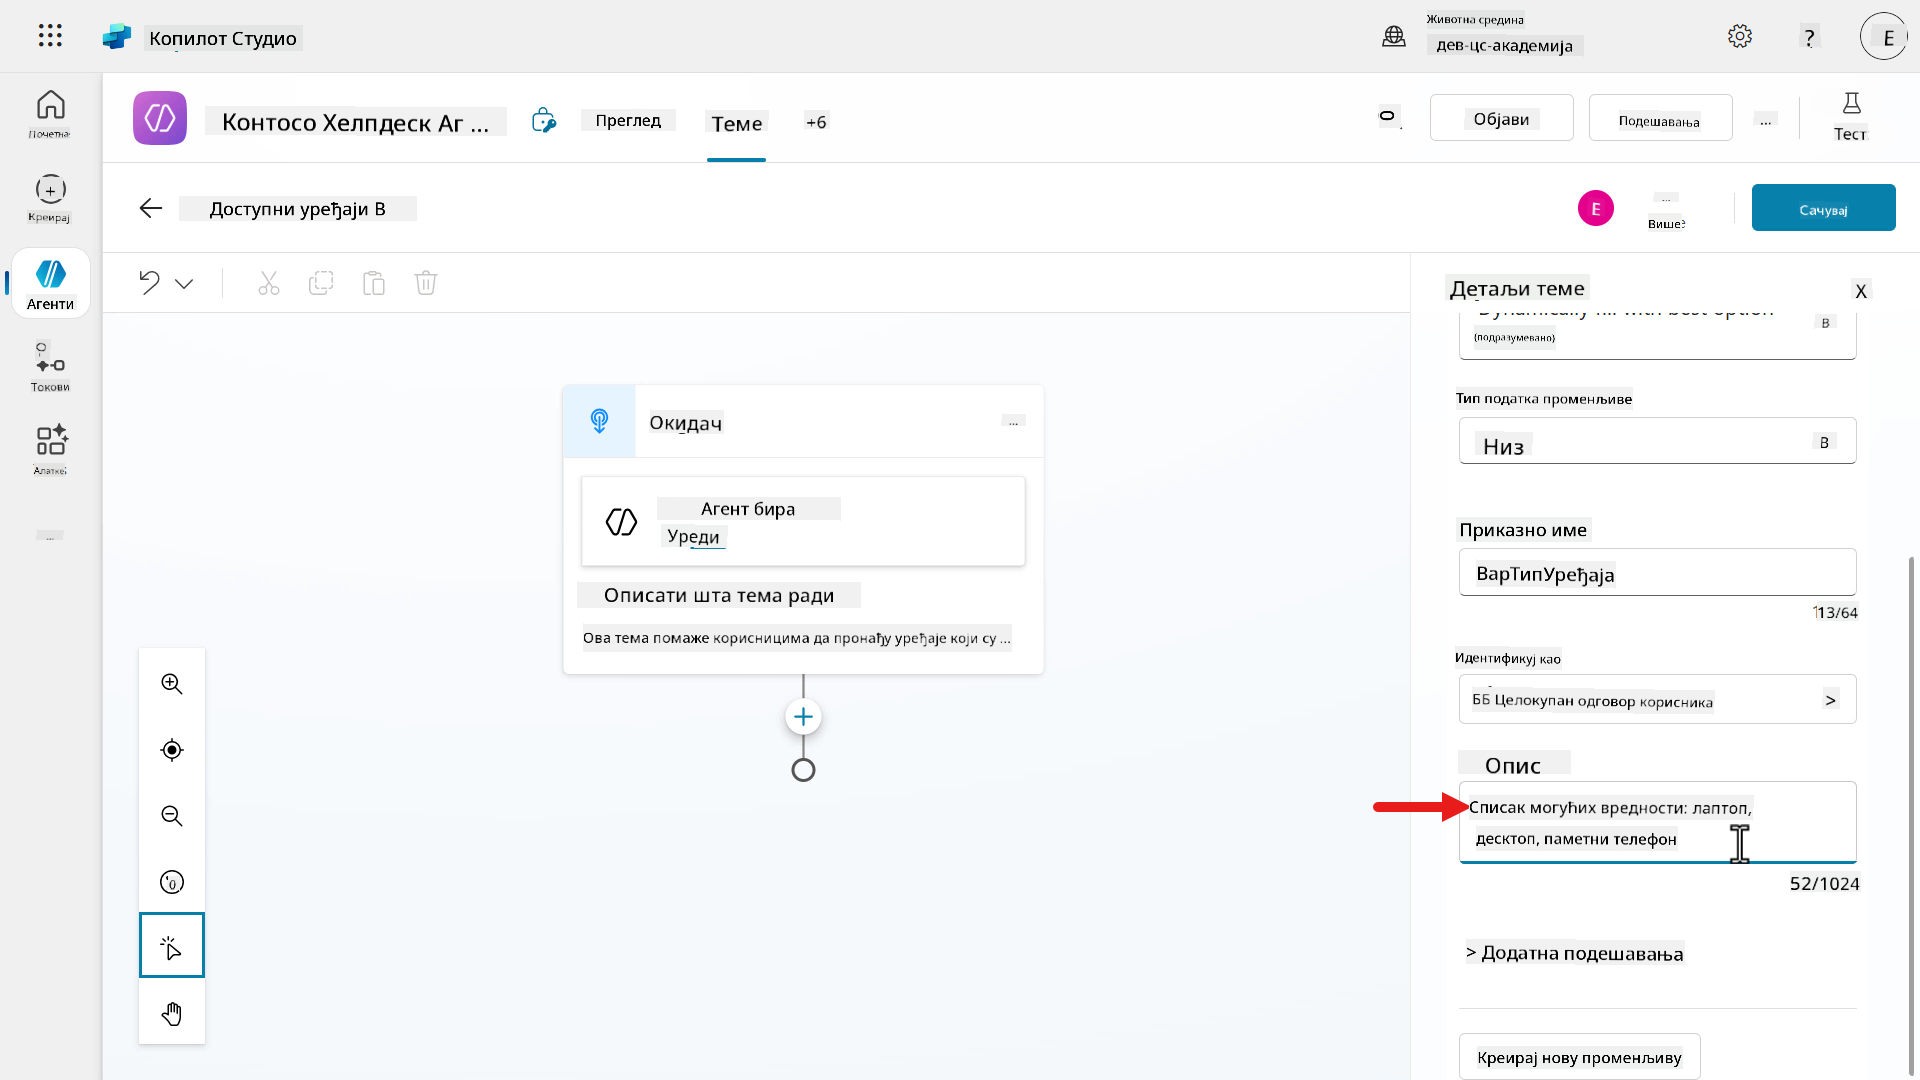 Копилот Студио
Животна средина
дев-цс-академија
?
Е
Почетна
Креирај
Агенти
Токови
Алатке
...
Контосо Хелпдеск Аг ...
Преглед
Теме
+6
Објави
Подешавања
...
Тест
Доступни уређаји В
Е
...
Више
Сачувај
Окидач
...
Агент бира
Уреди
Описати шта тема ради
Ова тема помаже корисницима да пронађу уређаје који су ...
Детаљи теме
X
Dynamically fill with best option
(подразумевано)
В
Тип податка променљиве
Низ
В
Приказно име
ВарТипУређаја
13/64
Идентификуј као
ББ Целокупан одговор корисника
>
Опис
Списак могућих вредности: лаптоп,
десктоп, паметни телефон
52/1024
> Додатна подешавања
Креирај нову променљиву